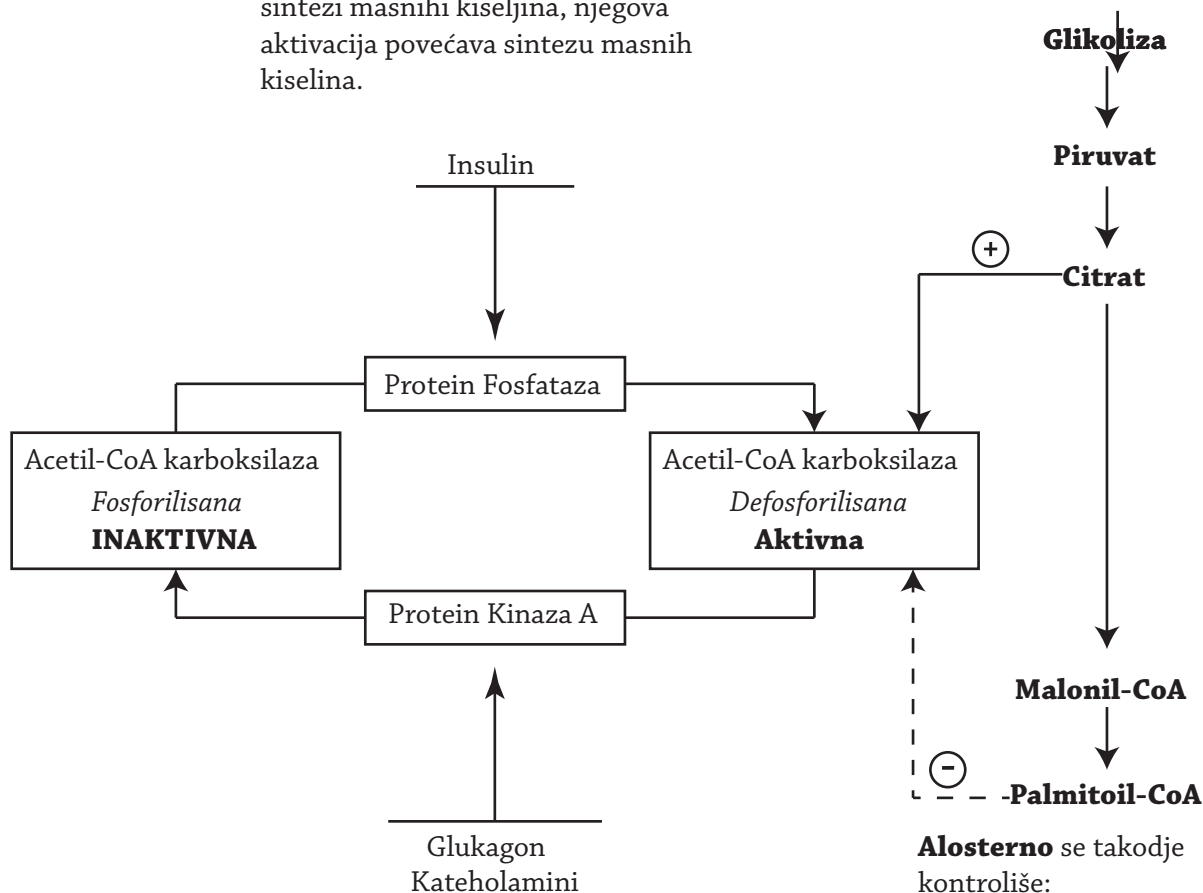 sintezi masnihi kiseljina, njegova
aktivacija povećava sintezu masnih
kiselina.
Glikoliza
Piruvat
Insulin
+
Citrat
Protein Fosfataza
Acetil-CoA karboksilaza
Fosforilisana
INAKTIVNA
Acetil-CoA karboksilaza
Defosforilisana
Aktivna
Protein Kinaza A
Malonil-CoA
−
Palmitoil-CoA
Glukagon
Kateholamini
Alosterno se takodje
kontroliše: